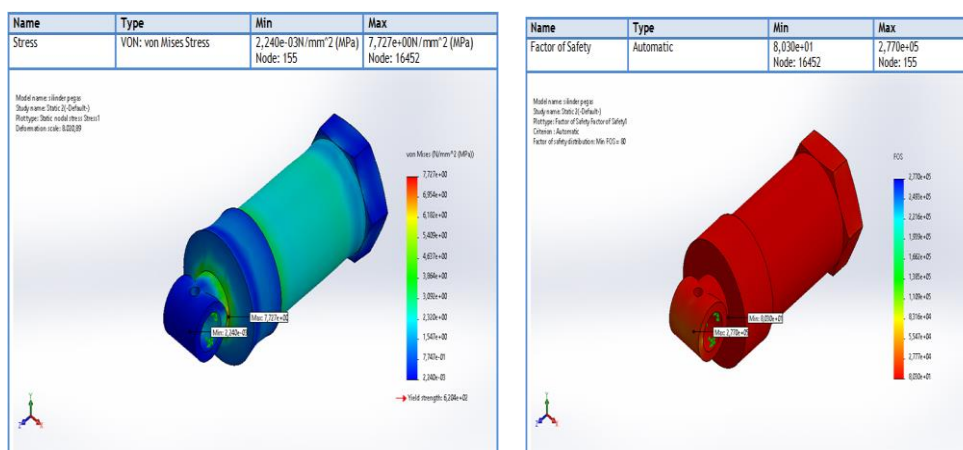 Name Type Min Max
Stress VON: von Mises Stress 2,240e-03N/mm^2 (MPa) 7,727e+00N/mm^2 (MPa)
Node: 155 Node: 16452
Model name: silinder pegas
Study name: Static 2(-Default-)
Plot type: Static nodal stress Stress1
Deformation scale:
von Mises (N/mm^2 (MPa))
7,727e+00
6,954e+00
6,182e+00
5,409e+00
4,637e+00
3,864e+00
3,092e+00
2,320e+00
1,547e+00
7,747e-01
2,240e-03
Yield strength: 6,204e+02
Max: 7,727e+00
Min: 2,240e-03
Y
Z
X
Name Type Min Max
Factor of Safety Automatic 8,030e+01 2,770e+05
Node: 16452 Node: 155
Model name: silinder pegas
Study name: Static 2(-Default-)
Plot type: Factor of Safety Factor of Safety1
Criterion : Automatic
Factor of safety distribution: Min FOS = 80
FOS
2,770e+05
2,493e+05
2,216e+05
1,939e+05
1,662e+05
1,385e+05
1,108e+05
8,316e+04
5,547e+04
2,777e+04
8,030e+01
Min: 8,030e+01
Max: 2,770e+05
Y
Z
X